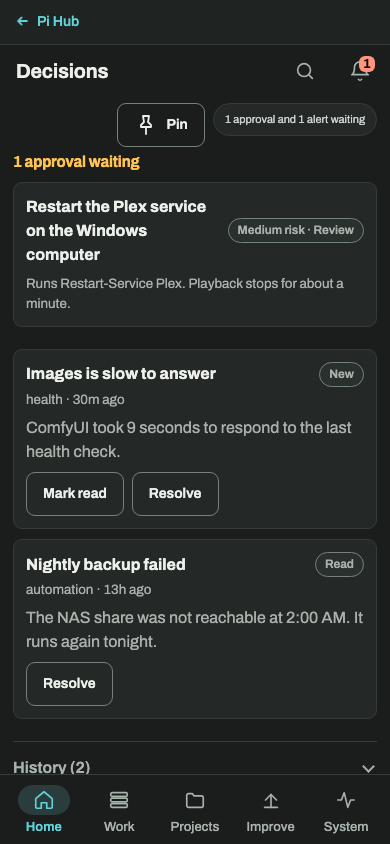 Pi Hub
Decisions
1
Pin
1 approval and 1 alert waiting
1 approval waiting
Restart the Plex service
on the Windows
computer
Medium risk · Review
Runs Restart-Service Plex. Playback stops for about a
minute.
Images is slow to answer
New
health · 30m ago
ComfyUI took 9 seconds to respond to the last
health check.
Mark read
Resolve
Nightly backup failed
Read
automation · 13h ago
The NAS share was not reachable at 2:00 AM. It
runs again tonight.
Resolve
History (2)
Home
Work
Projects
Improve
System